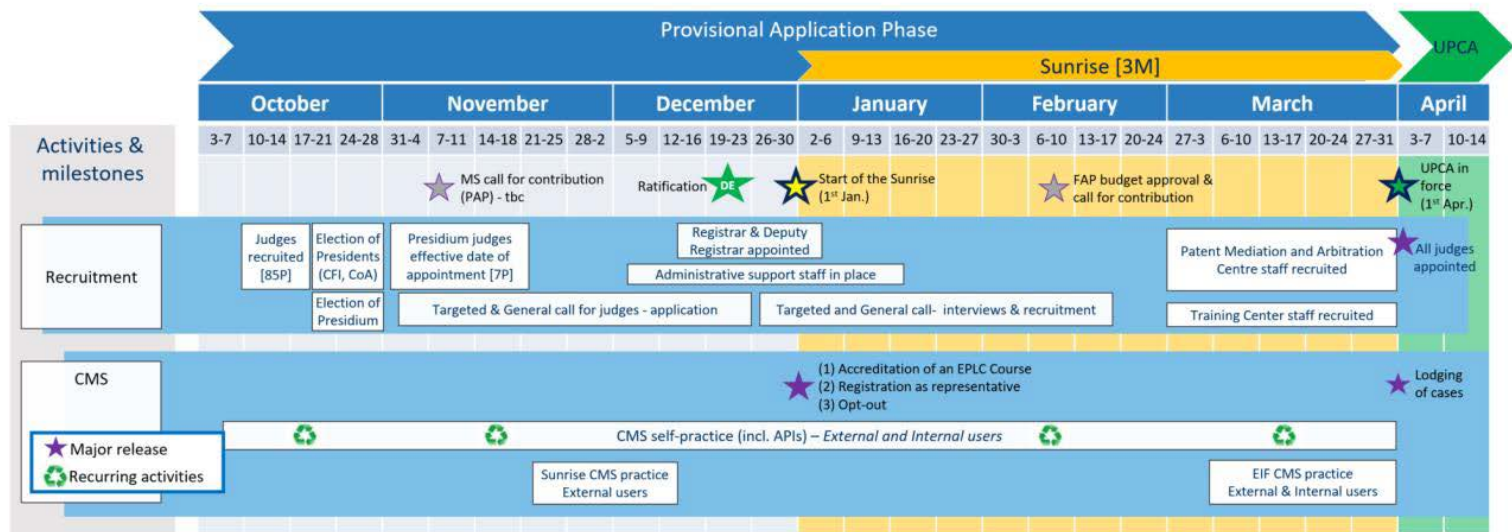 Provisional Application Phase
UPCA
Sunrise [3M]
October November December January February March April
3-7 10-14 17-21 24-28 31-4 7-11 14-18 21-25 28-2 5-9 12-16 19-23 26-30 2-6 9-13 16-20 23-27 30-3 6-10 13-17 20-24 27-3 6-10 13-17 20-24 27-31 3-7 10-14
Activities &
milestones
MS call for contribution
(PAP) - tbc
Ratification
DE
Start of the Sunrise
(1st Jan.)
FAP budget approval &
call for contribution
UPCA in
force
(1st Apr.)
Recruitment
Judges
recruited
[85P]
Election of
Presidents
(CFI, CoA)
Presidium judges
effective date of
appointment [7P]
Registrar & Deputy
Registrar appointed
Administrative support staff in place
Patent Mediation and Arbitration
Centre staff recruited
All judges
appointed
Election of
Presidium
Targeted & General call for judges - application
Targeted and General call- interviews & recruitment
Training Center staff recruited
CMS
(1) Accreditation of an EPLC Course
(2) Registration as representative
(3) Opt-out
Lodging
of cases
CMS self-practice (incl. APIs) – External and Internal users
Major release
Recurring activities
Sunrise CMS practice
External users
EIF CMS practice
External & Internal users